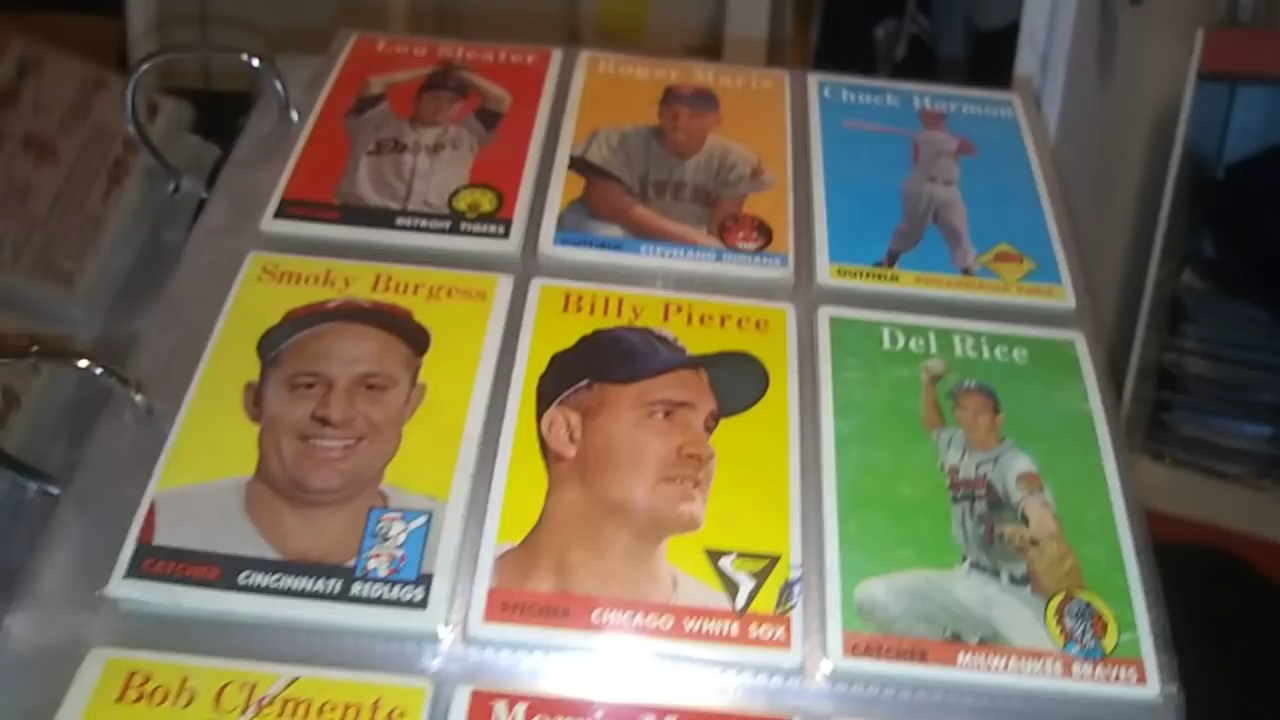 Lou Sleater
DETROIT TIGERS
Roger Maris
OUTFIELD CLEVELAND INDIANS
Chuck Harmon
OUTFIELD PHILADELPHIA
Smoky Burgess
CATCHER CINCINNATI REDLEGS
Billy Pierce
PITCHER CHICAGO WHITE SOX
Del Rice
CATCHER MILWAUKEE BRAVES
Bob Clemente